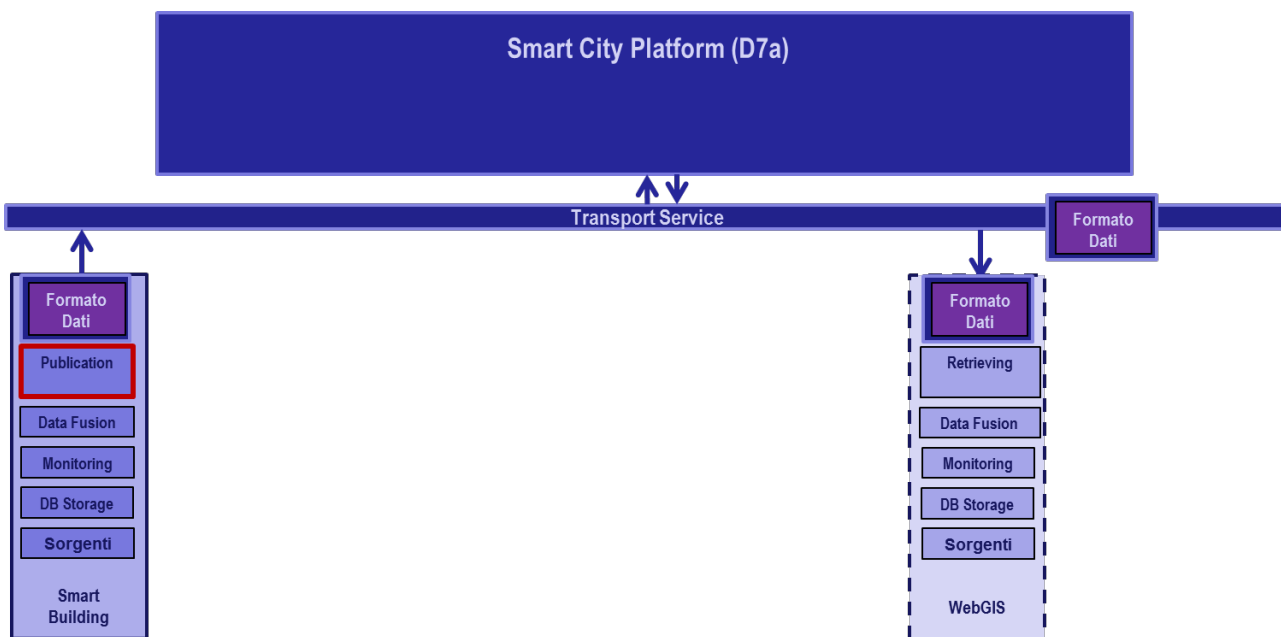 Smart City Platform (D7a)
Transport Service
Formato
Dati
Formato
Dati
Publication
Data Fusion
Monitoring
DB Storage
Sorgenti
Smart
Building
Formato
Dati
Retrieving
Data Fusion
Monitoring
DB Storage
Sorgenti
WebGIS